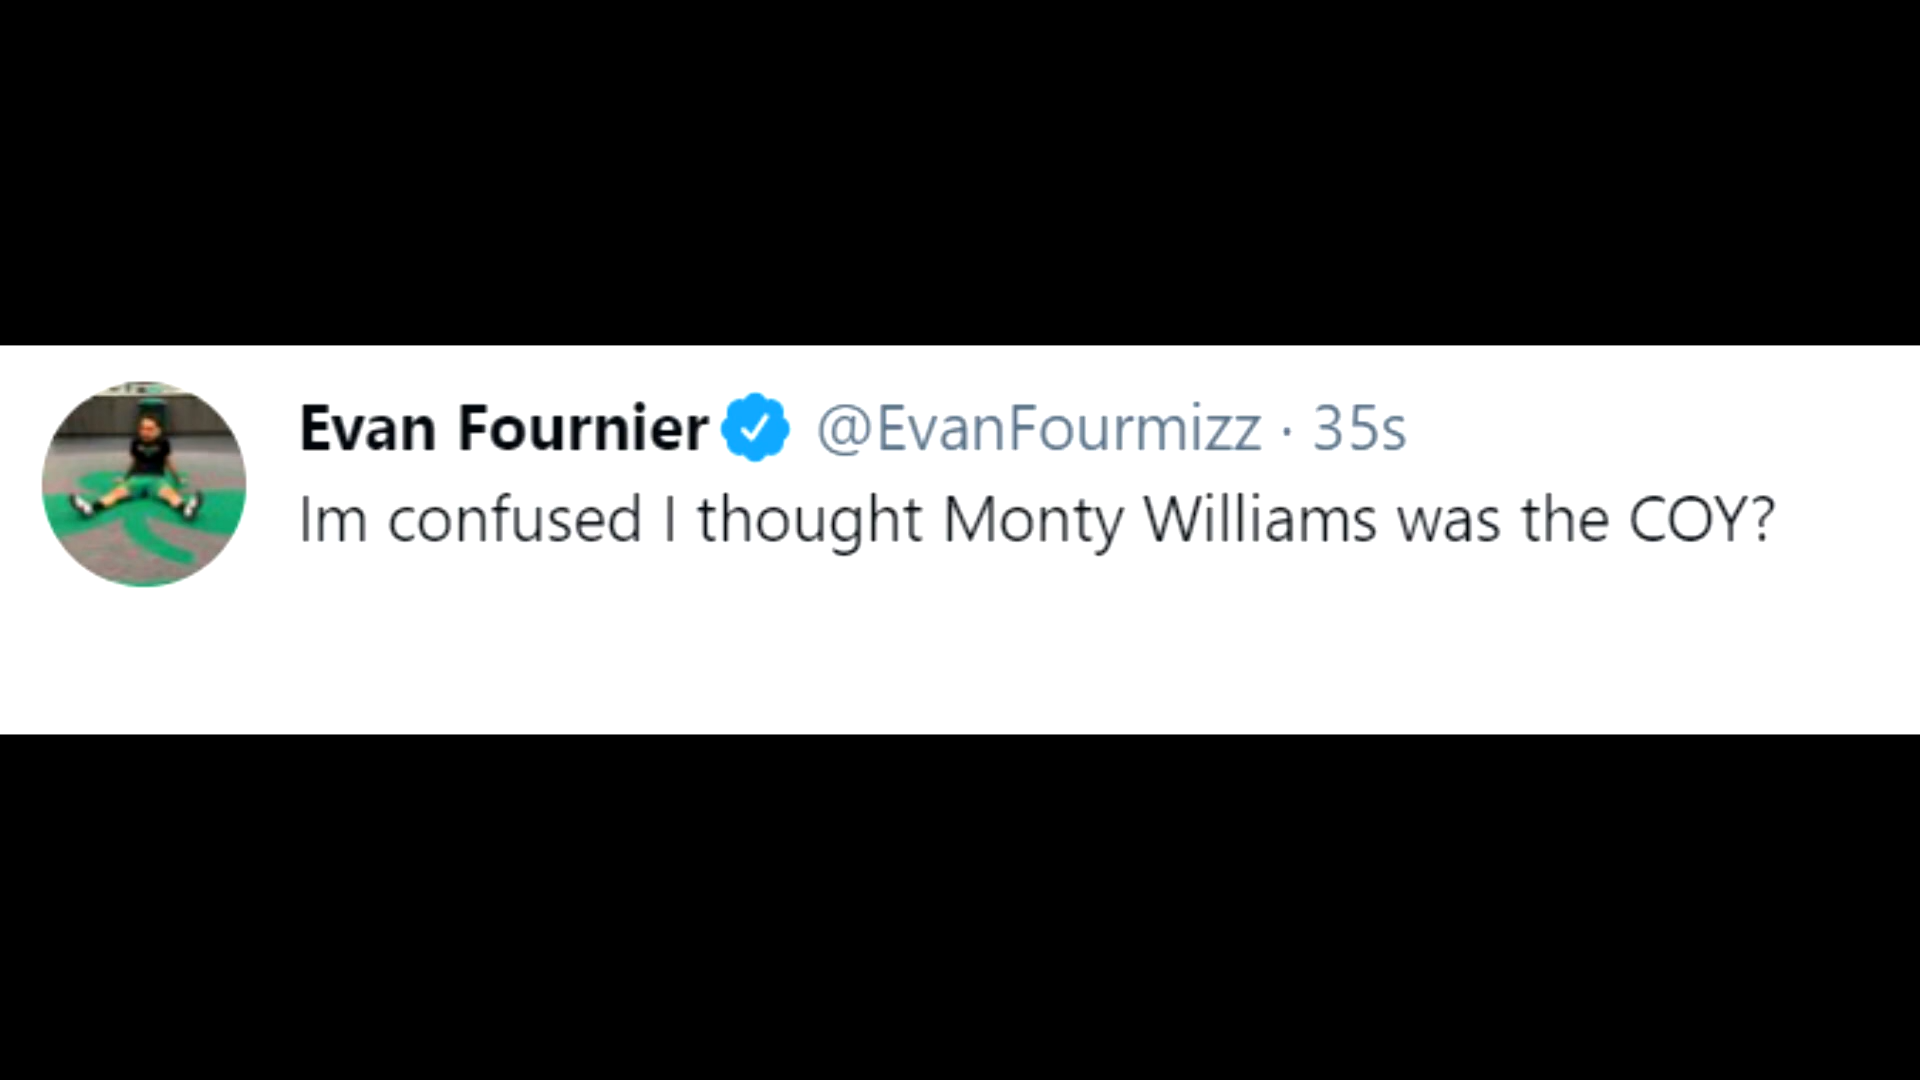 Evan Fournier @EvanFourmizz · 35s
Im confused I thought Monty Williams was the COY?